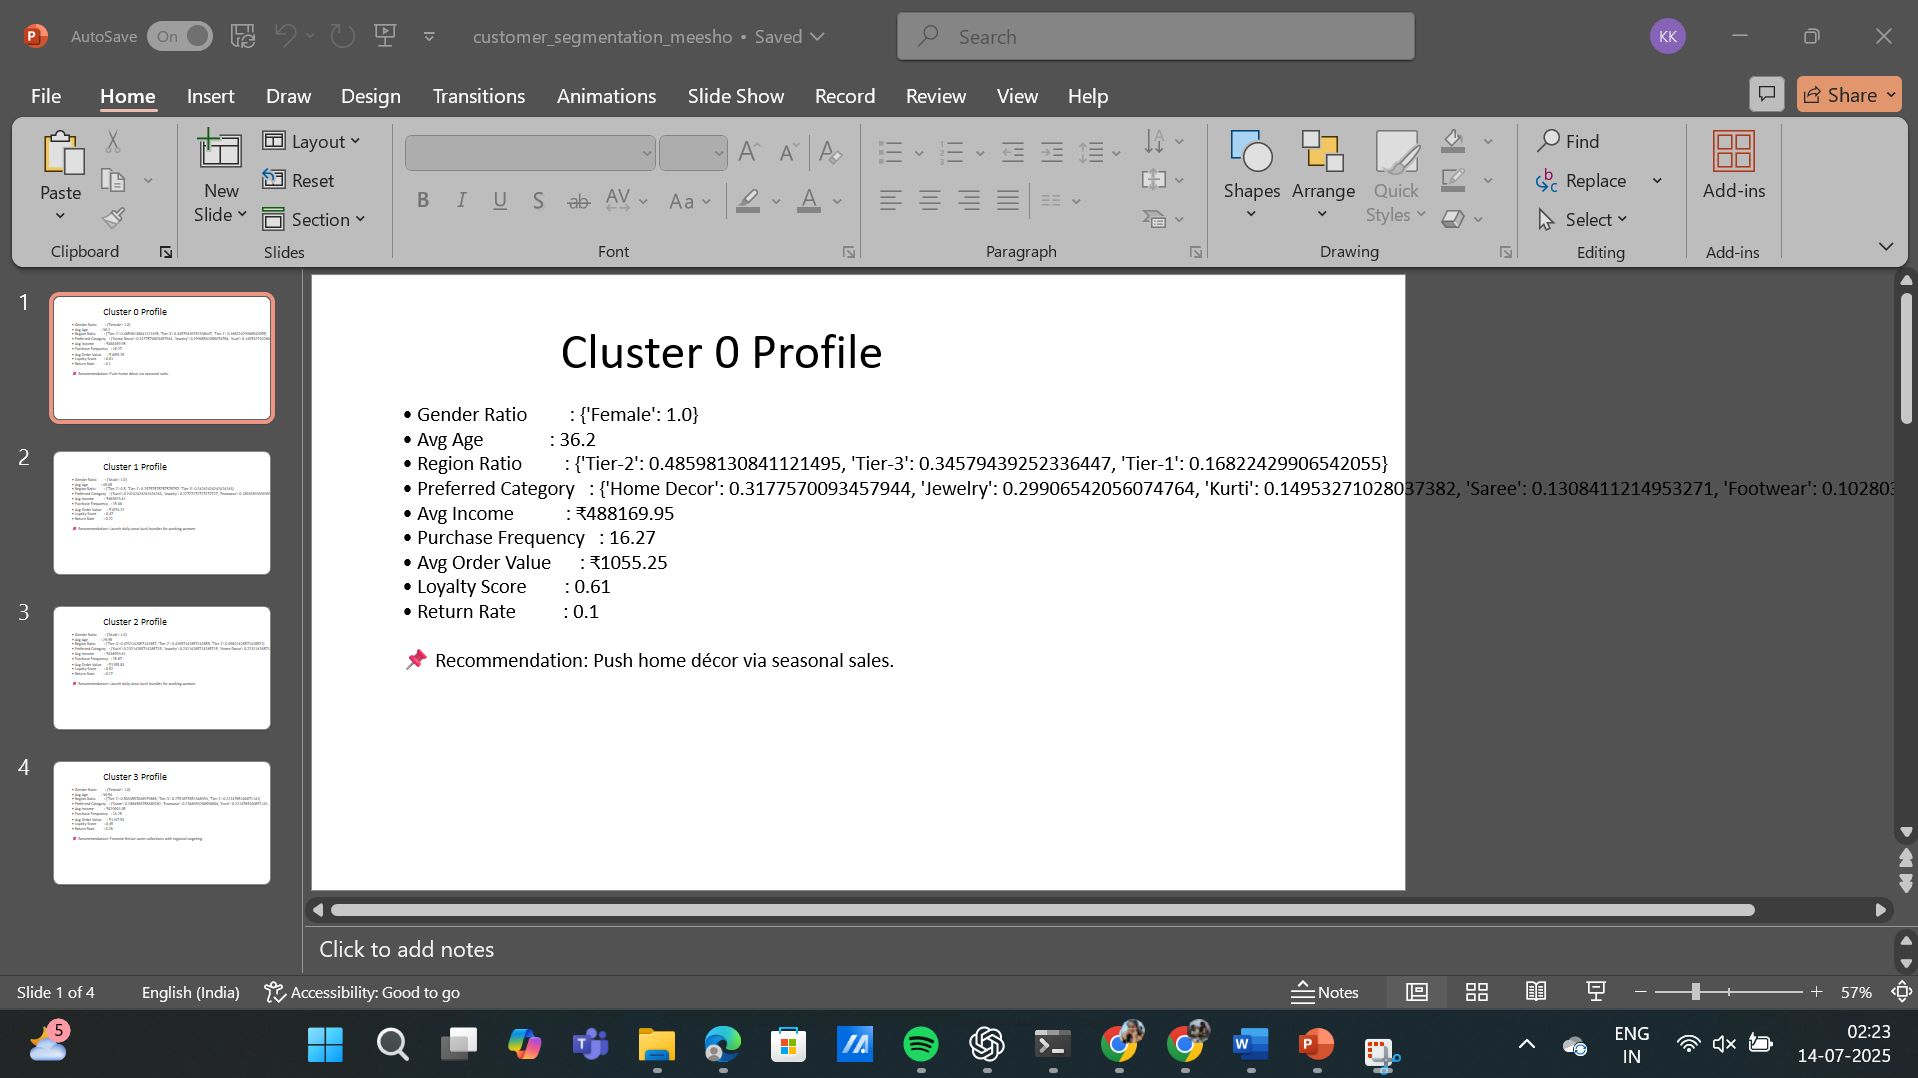 AutoSave On customer_segmentation_meesho • Saved Search KK
File Home Insert Draw Design Transitions Animations Slide Show Record Review View Help Share
Paste
New
Slide
Layout
Reset
Section
B I U S ab AV Aa A
Shapes Arrange Quick
Styles
Find
Replace
Select
Add-ins
Clipboard Slides Font Paragraph Drawing Editing Add-ins
1
Cluster 0 Profile
2
Cluster 1 Profile
3
Cluster 2 Profile
4
Cluster 3 Profile
Cluster 0 Profile
• Gender Ratio : {'Female': 1.0}
• Avg Age : 36.2
• Region Ratio : {'Tier-2': 0.48598130841121495, 'Tier-3': 0.34579439252336447, 'Tier-1': 0.16822429906542055}
• Preferred Category : {'Home Decor': 0.3177570093457944, 'Jewelry': 0.29906542056074764, 'Kurti': 0.14953271028037382, 'Saree': 0.1308411214953271, 'Footwear': 0.10280
• Avg Income : ₹488169.95
• Purchase Frequency : 16.27
• Avg Order Value : ₹1055.25
• Loyalty Score : 0.61
• Return Rate : 0.1
📌 Recommendation: Push home décor via seasonal sales.
Click to add notes
Slide 1 of 4 English (India) Accessibility: Good to go Notes 57%
5
ENG
IN
02:23
14-07-2025